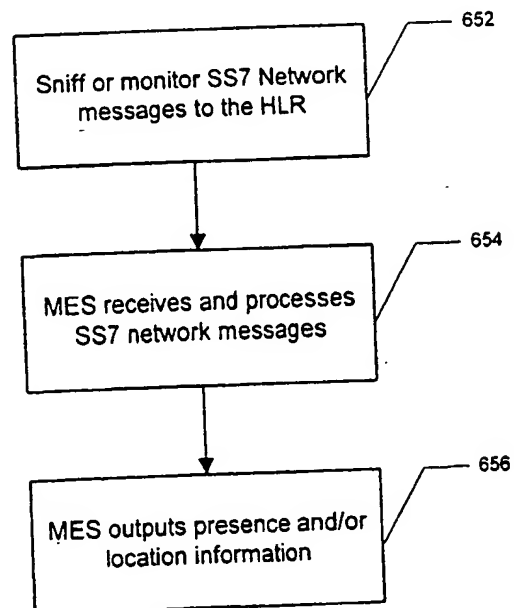 652
Sniff or monitor SS7 Network
messages to the HLR
654
MES receives and processes
SS7 network messages
656
MES outputs presence and/or
location information